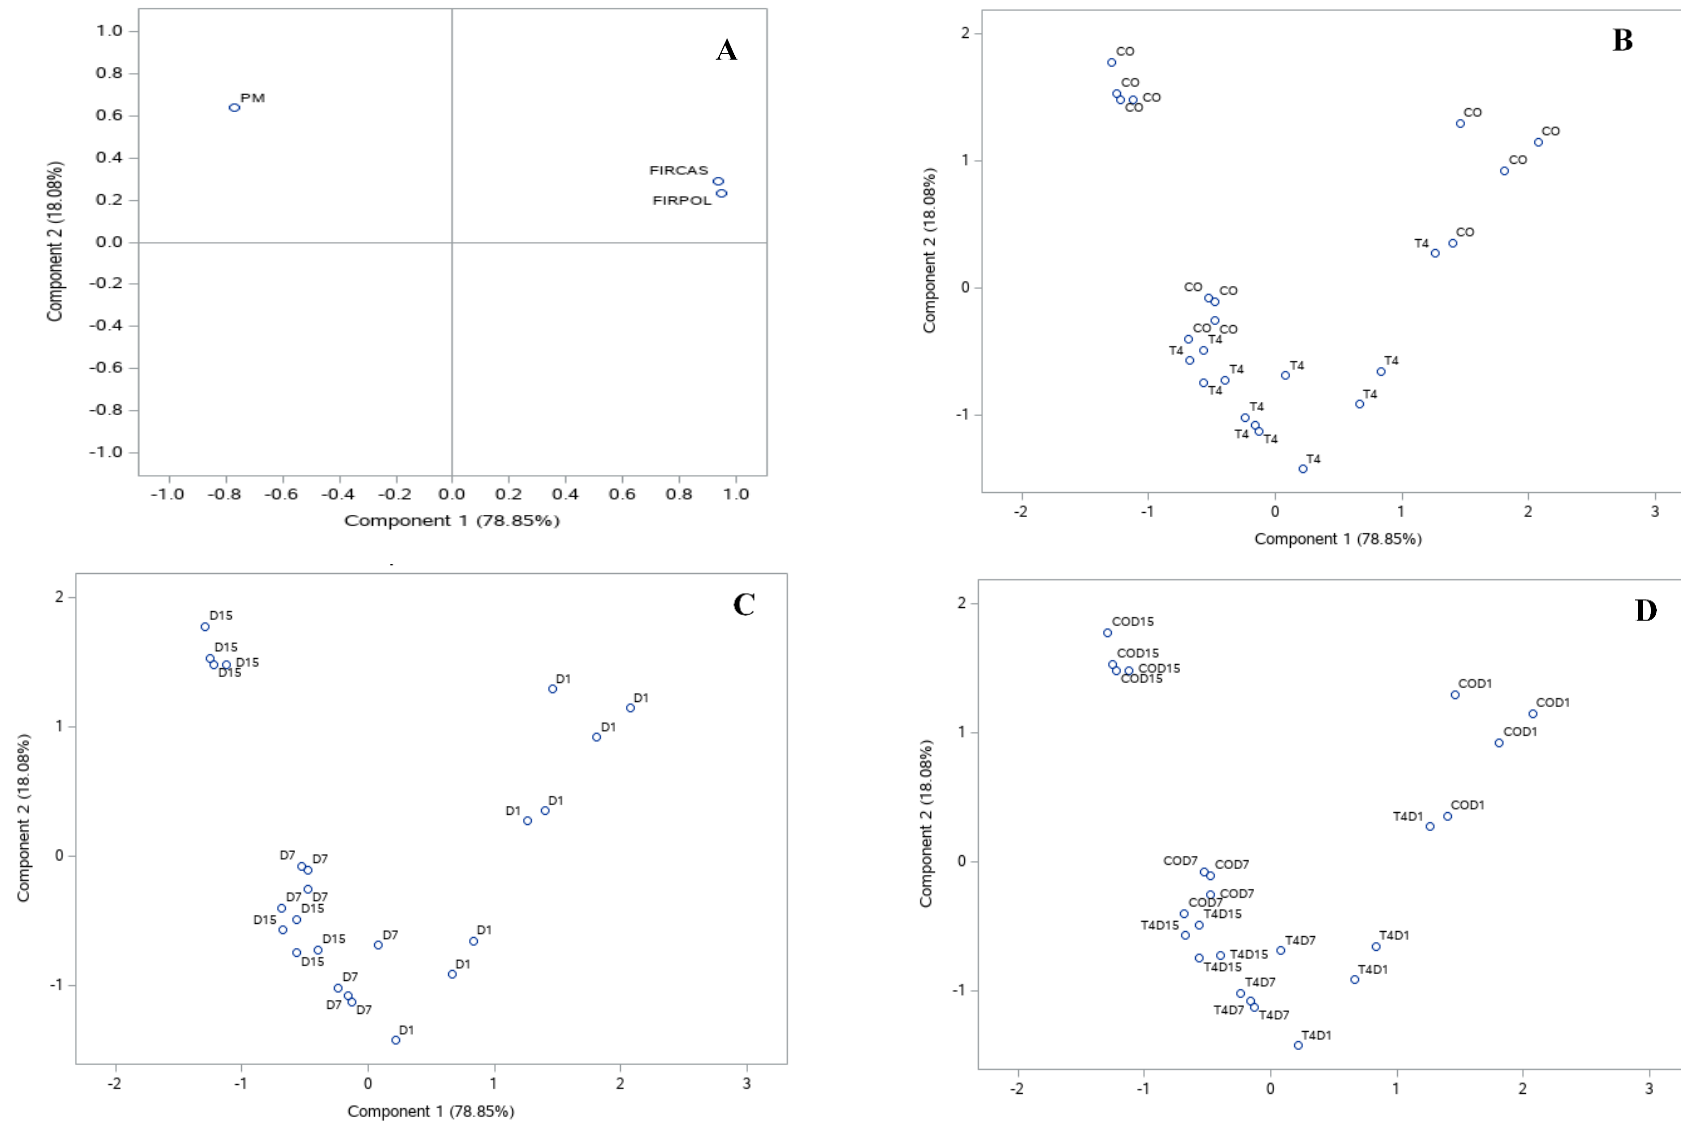 A
1.0
0.8
0.6
0.4
0.2
0.0
-0.2
-0.4
-0.6
-0.8
-1.0
PM
FIRCAS
FIRPOL
Component 2 (18.08%)
-1.0 -0.8 -0.6 -0.4 -0.2 0.0 0.2 0.4 0.6 0.8 1.0
Component 1 (78.85%)
B
2
1
0
-1
CO
CO
CO
CO
CO
CO
CO
T4 CO
CO CO
CO CO
T4
T4
T4
T4
T4
T4
T4
T4
T4 T4
T4
Component 2 (18.08%)
-2 -1 0 1 2 3
Component 1 (78.85%)
C
2
1
0
-1
D15
D15
D15
D15
D1
D1
D1
D1 D1
D7 D7
D7 D7
D15
D15
D15
D15
D7
D1
D1
D7
D7 D7
D1
Component 2 (18.08%)
-2 -1 0 1 2 3
Component 1 (78.85%)
D
2
1
0
-1
COD15
COD15
COD15
COD15
COD1
COD1
COD1
T4D1 COD1
COD7 COD7
COD7
COD7
T4D15
T4D15
T4D15
T4D15
T4D7
T4D1
T4D1
T4D7
T4D7 T4D7
T4D1
Component 2 (18.08%)
-2 -1 0 1 2 3
Component 1 (78.85%)